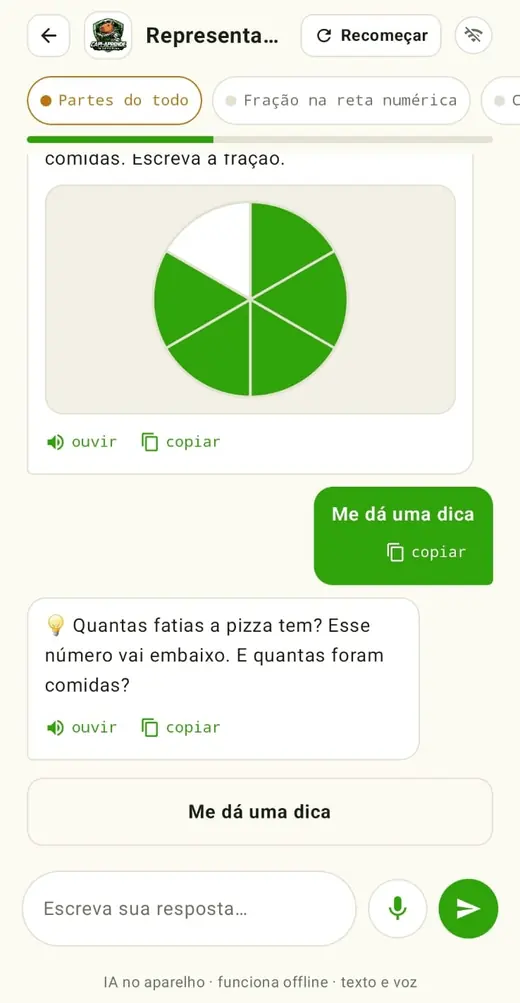 Representa...
Recomeçar
Partes do todo
Fração na reta numérica
comidas. Escreva a fração.
ouvir
copiar
Me dá uma dica
copiar
Quantas fatias a pizza tem? Esse
número vai embaixo. E quantas foram
comidas?
ouvir
copiar
Me dá uma dica
Escreva sua resposta...
IA no aparelho · funciona offline · texto e voz